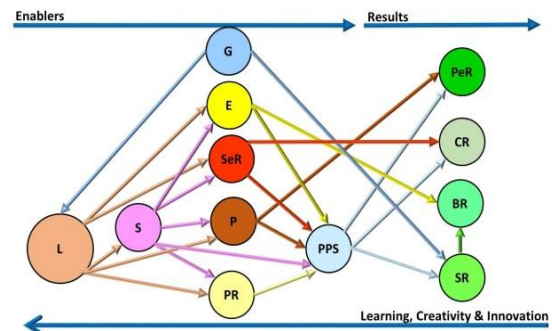 Enablers
Results
G
PeR
E
CR
SeR
BR
P
S
L
PPS
SR
PR
Learning, Creativity & Innovation